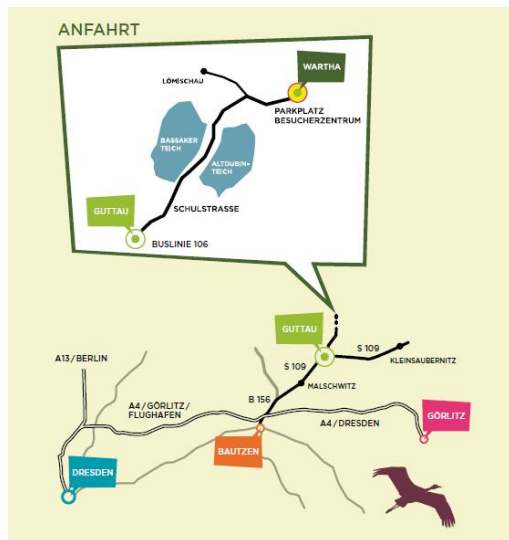 ANFAHRT
WARTHA
LÖMISCHAU
PARKPLATZ
BESUCHERZENTRUM
BASSAKER
TEICH
ALTDUBIN-
TEICH
SCHULSTRASSE
GUTTAU
BUSLINIE 106
GUTTAU
S 109
KLEINSAUBERNITZ
A13/BERLIN
S 109
MALSCHWITZ
B 156
A4/GÖRLITZ/
FLUGHAFEN
GÖRLITZ
A4/DRESDEN
BAUTZEN
DRESDEN